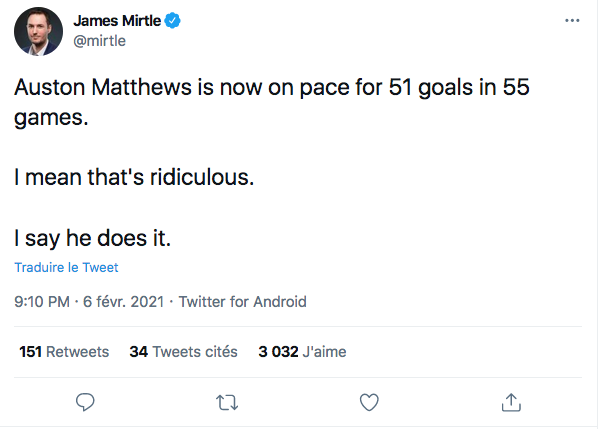 James Mirtle
@mirtle
Auston Matthews is now on pace for 51 goals in 55
games.
I mean that's ridiculous.
I say he does it.
Traduire le Tweet
9:10 PM · 6 févr. 2021 · Twitter for Android
151 Retweets 34 Tweets cités 3 032 J'aime